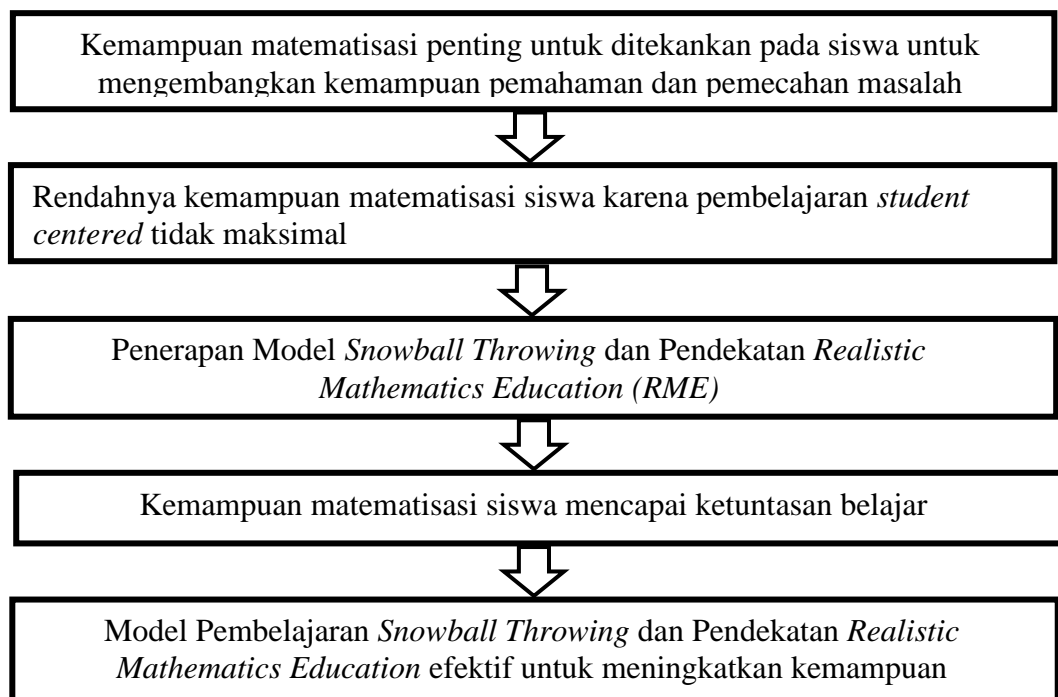 Kemampuan matematisasi penting untuk ditekankan pada siswa untuk
mengembangkan kemampuan pemahaman dan pemecahan masalah
Rendahnya kemampuan matematisasi siswa karena pembelajaran student
centered tidak maksimal
Penerapan Model Snowball Throwing dan Pendekatan Realistic
Mathematics Education (RME)
Kemampuan matematisasi siswa mencapai ketuntasan belajar
Model Pembelajaran Snowball Throwing dan Pendekatan Realistic
Mathematics Education efektif untuk meningkatkan kemampuan